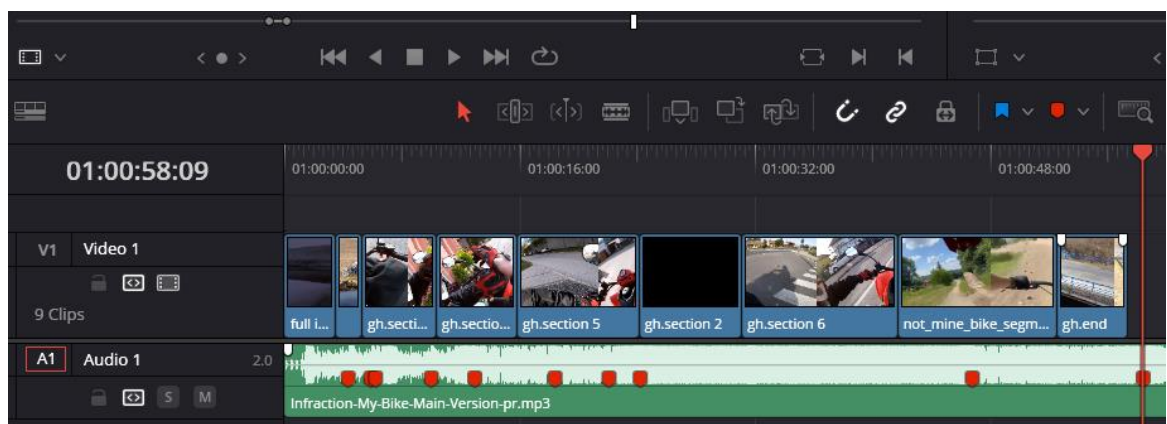 01:00:58:09
01:00:00:00
01:00:16:00
01:00:32:00
01:00:48:00
V1 Video 1
9 Clips
full i...
gh.secti...
gh.sectio...
gh.section 5
gh.section 2
gh.section 6
not_mine_bike_segm...
gh.end
A1 Audio 1 2.0
S M
Infraction-My-Bike-Main-Version-pr.mp3